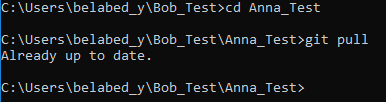 C:\Users\belabed_y\Bob_Test>cd Anna_Test
C:\Users\belabed_y\Bob_Test\Anna_Test>git pull
Already up to date.
C:\Users\belabed_y\Bob_Test\Anna_Test>